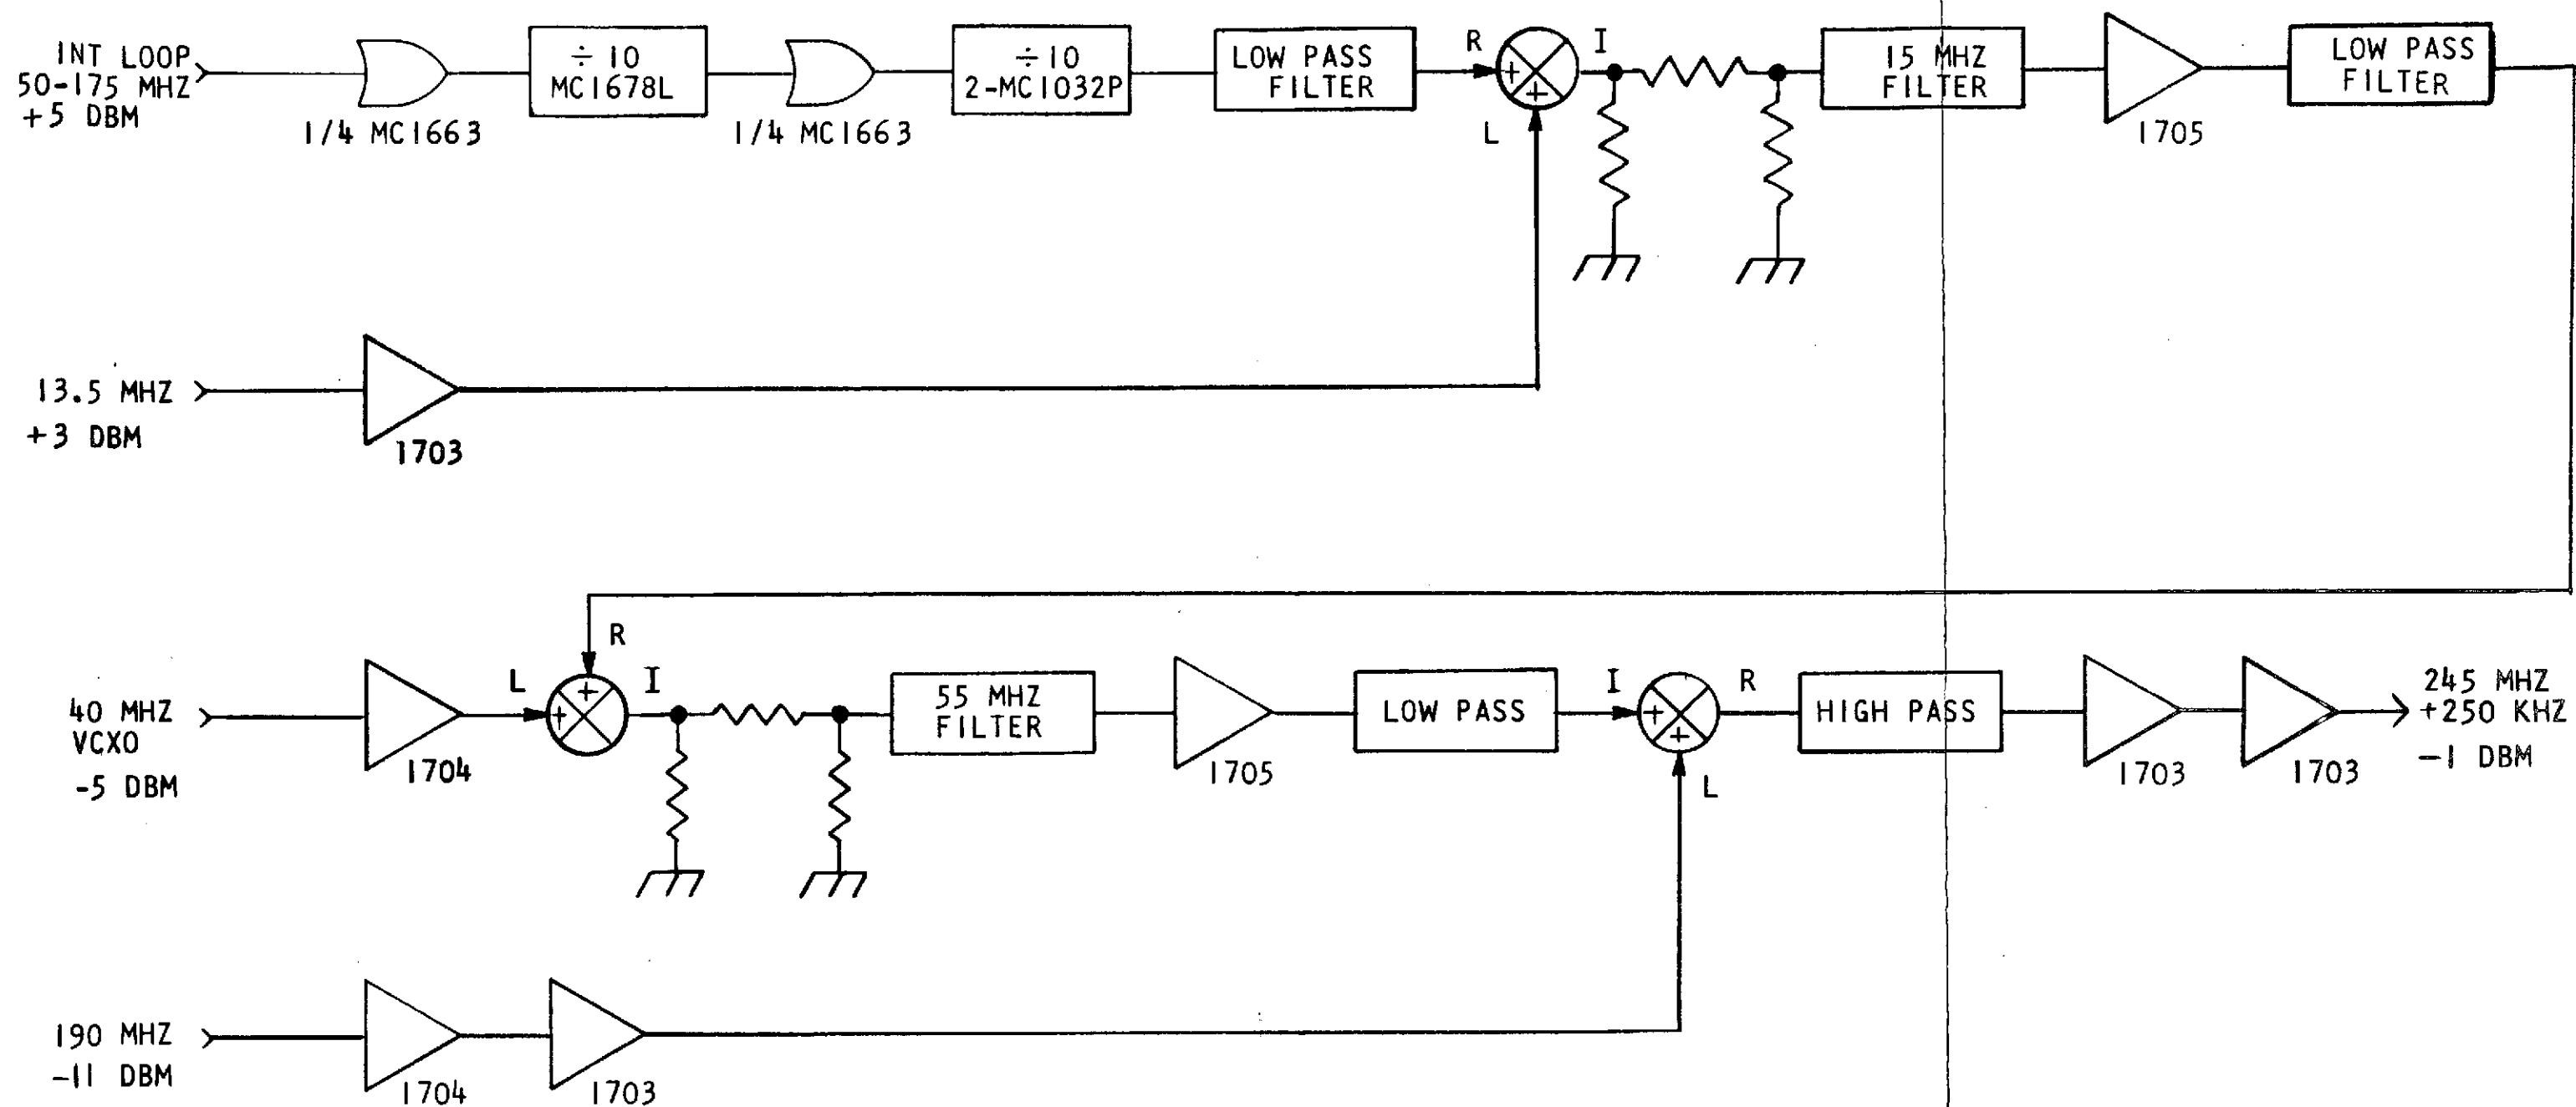 INT LOOP
50-175 MHZ
+5 DBM
1/4 MC1663
÷ 10
MC1678L
1/4 MC1663
÷ 10
2-MC1032P
LOW PASS
FILTER
R
+
+
I
L
15 MHZ
FILTER
1705
LOW PASS
FILTER
13.5 MHZ
+3 DBM
1703
40 MHZ
VCXO
-5 DBM
1704
L
R
+
+
I
55 MHZ
FILTER
1705
LOW PASS
I
+
+
R
L
HIGH PASS
1703
1703
245 MHZ
+250 KHZ
-1 DBM
190 MHZ
-11 DBM
1704
1703